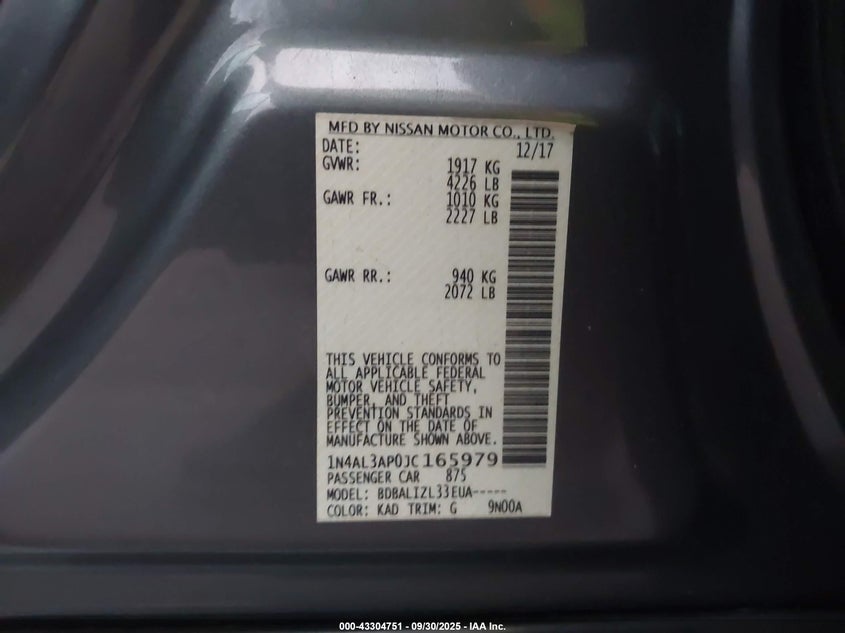 MFD BY NISSAN MOTOR CO., LTD.
DATE: 12/17
GVWR: 1917 KG
4226 LB
GAWR FR.: 1010 KG
2227 LB
GAWR RR.: 940 KG
2072 LB
THIS VEHICLE CONFORMS TO
ALL APPLICABLE FEDERAL
MOTOR VEHICLE SAFETY,
BUMPER, AND THEFT
PREVENTION STANDARDS IN
EFFECT ON THE DATE OF
MANUFACTURE SHOWN ABOVE.
1N4AL3AP0JC165979
PASSENGER CAR 875
MODEL: BDBALIZL33EUA-----
COLOR: KAD TRIM: G 9N00A
000-43304751 - 09/30/2025 - IAA Inc.